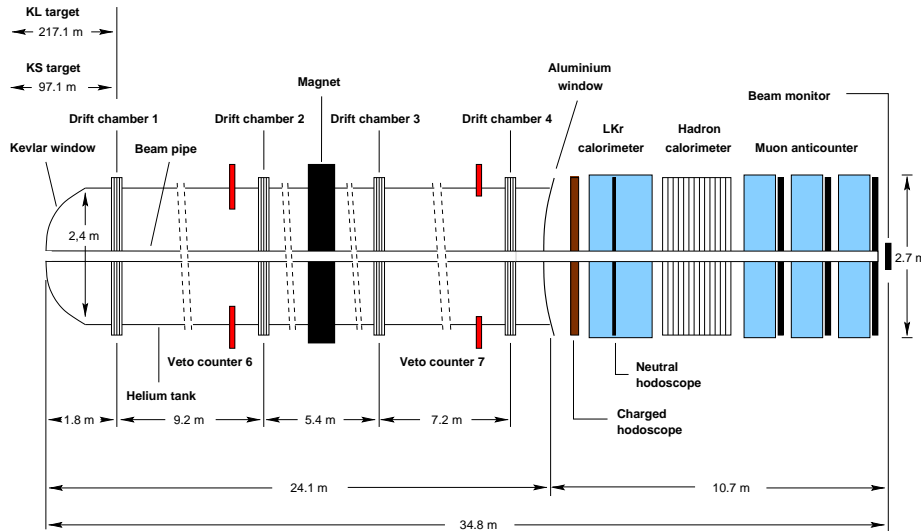 KL target
217.1 m
KS target
97.1 m
Magnet
Aluminium
window
Beam monitor
Drift chamber 1
Drift chamber 2
Drift chamber 3
Drift chamber 4
LKr
calorimeter
Hadron
calorimeter
Muon anticounter
Kevlar window
Beam pipe
2,4 m
2.7 m
Veto counter 6
Veto counter 7
Neutral
hodoscope
Helium tank
Charged
hodoscope
1.8 m
9.2 m
5.4 m
7.2 m
24.1 m
10.7 m
34.8 m